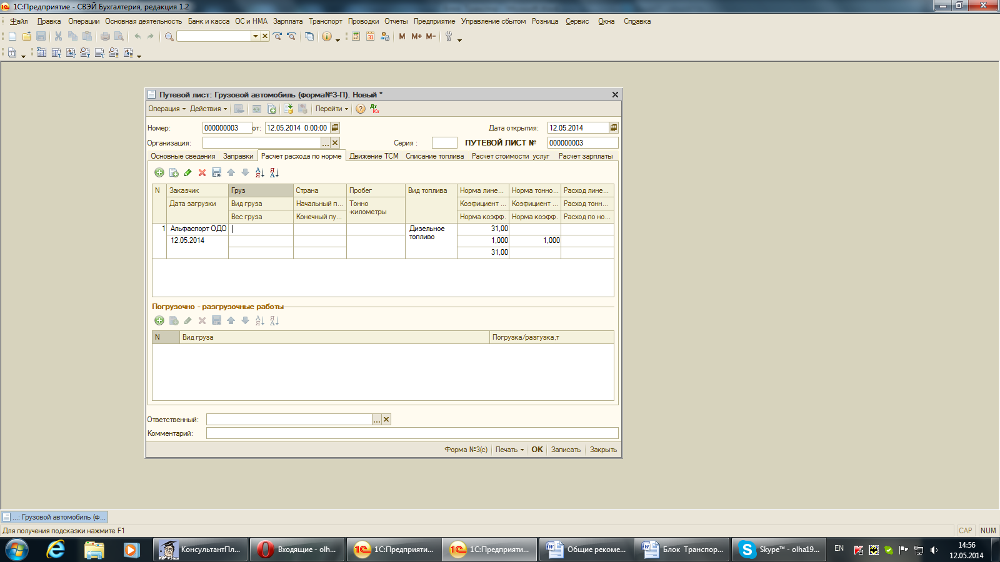 1С:Предприятие - СВЭЙ Бухгалтерия, редакция 1.2
Файл Правка Операции Основная деятельность Банк и касса ОС и НМА Зарплата Транспорт Проводки Отчеты Предприятие Управление сбытом Розница Сервис Окна Справка
M M+ M-
Путевой лист: Грузовой автомобиль (форма№3-П). Новый *
Операция Действия Перейти Дт Кт
Номер: 000000003 от: 12.05.2014 0:00:00 Дата открытия: 12.05.2014
Организация: ... Серия : ПУТЕВОЙ ЛИСТ № 000000003
Основные сведения Заправки Расчет расхода по норме Движение ТСМ Списание топлива Расчет стоимости услуг Расчет зарплаты
N Заказчик Груз Страна Пробег Вид топлива Норма лине... Норма тонно... Расход лине...
Дата загрузки Вид груза Начальный п... Тонно -километры Коэфициент ... Коэфициент ... Расход тонн...
Вес груза Конечный пу... Норма коэфф. Норма коэфф. Расход по но...
1 Альфаспорт ОДО Дизельное топливо 31,00
12.05.2014 1,000 1,000
31,00
Погрузочно - разгрузочные работы
N Вид груза Погрузка/разгузка,т
Ответственный: ...
Комментарий:
Форма №3(с) Печать OK Записать Закрыть
...: Грузовой автомобиль (ф...
Для получения подсказки нажмите F1 CAP NUM
КонсультантПл... Входящие - olh... 1С:Предприяти... 1С:Предприяти... Общие рекоме... Блок Транспор... Skype™ - olha19... EN 14:56
12.05.2014